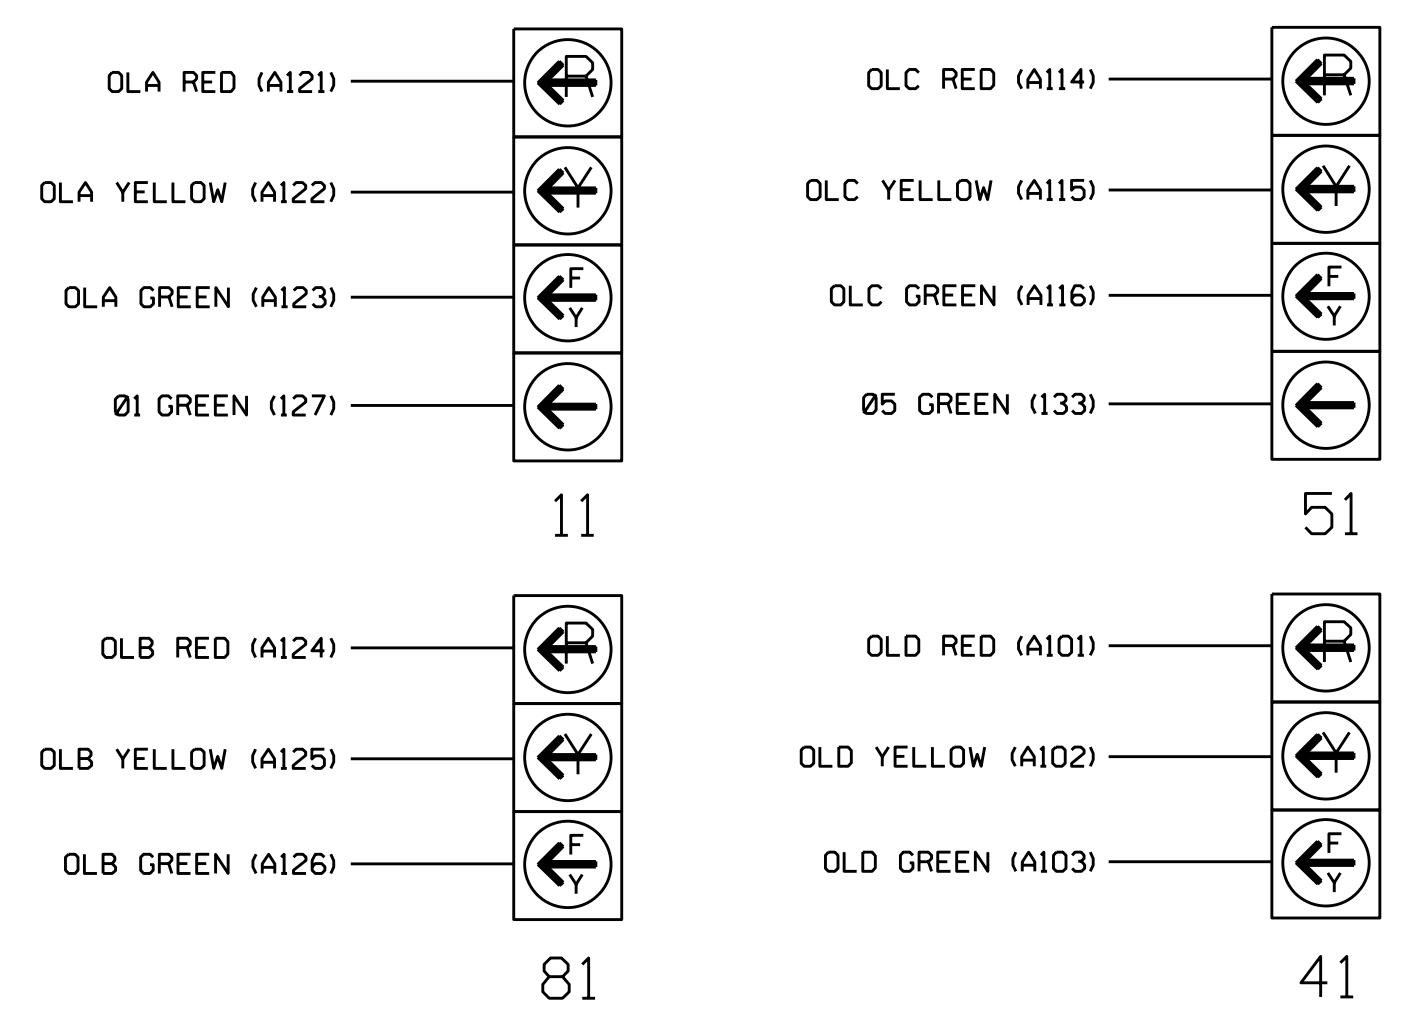 OLA RED (A121)
R
OLA YELLOW (A122)
Y
OLA GREEN (A123)
F
Y
Ø1 GREEN (127)
11
OLC RED (A114)
R
OLC YELLOW (A115)
Y
OLC GREEN (A116)
F
Y
Ø5 GREEN (133)
51
OLB RED (A124)
R
OLB YELLOW (A125)
Y
OLB GREEN (A126)
F
Y
81
OLD RED (A101)
R
OLD YELLOW (A102)
Y
OLD GREEN (A103)
F
Y
41